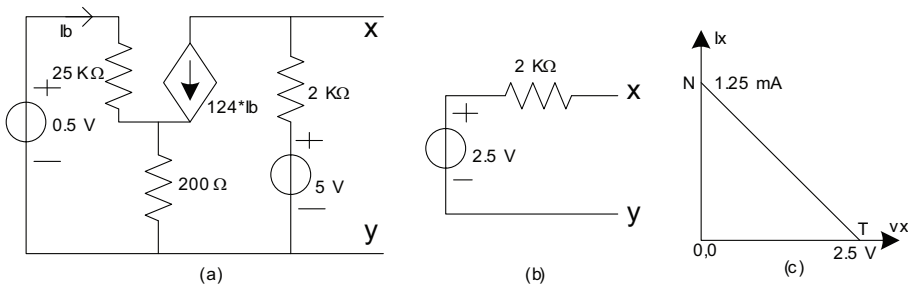 Ib
x
25 KΩ
+
0.5 V
−
124*Ib
200 Ω
2 KΩ
+
5 V
−
y
(a)
2 KΩ
x
+
2.5 V
−
y
(b)
Ix
N
1.25 mA
T
vx
0,0
2.5 V
(c)